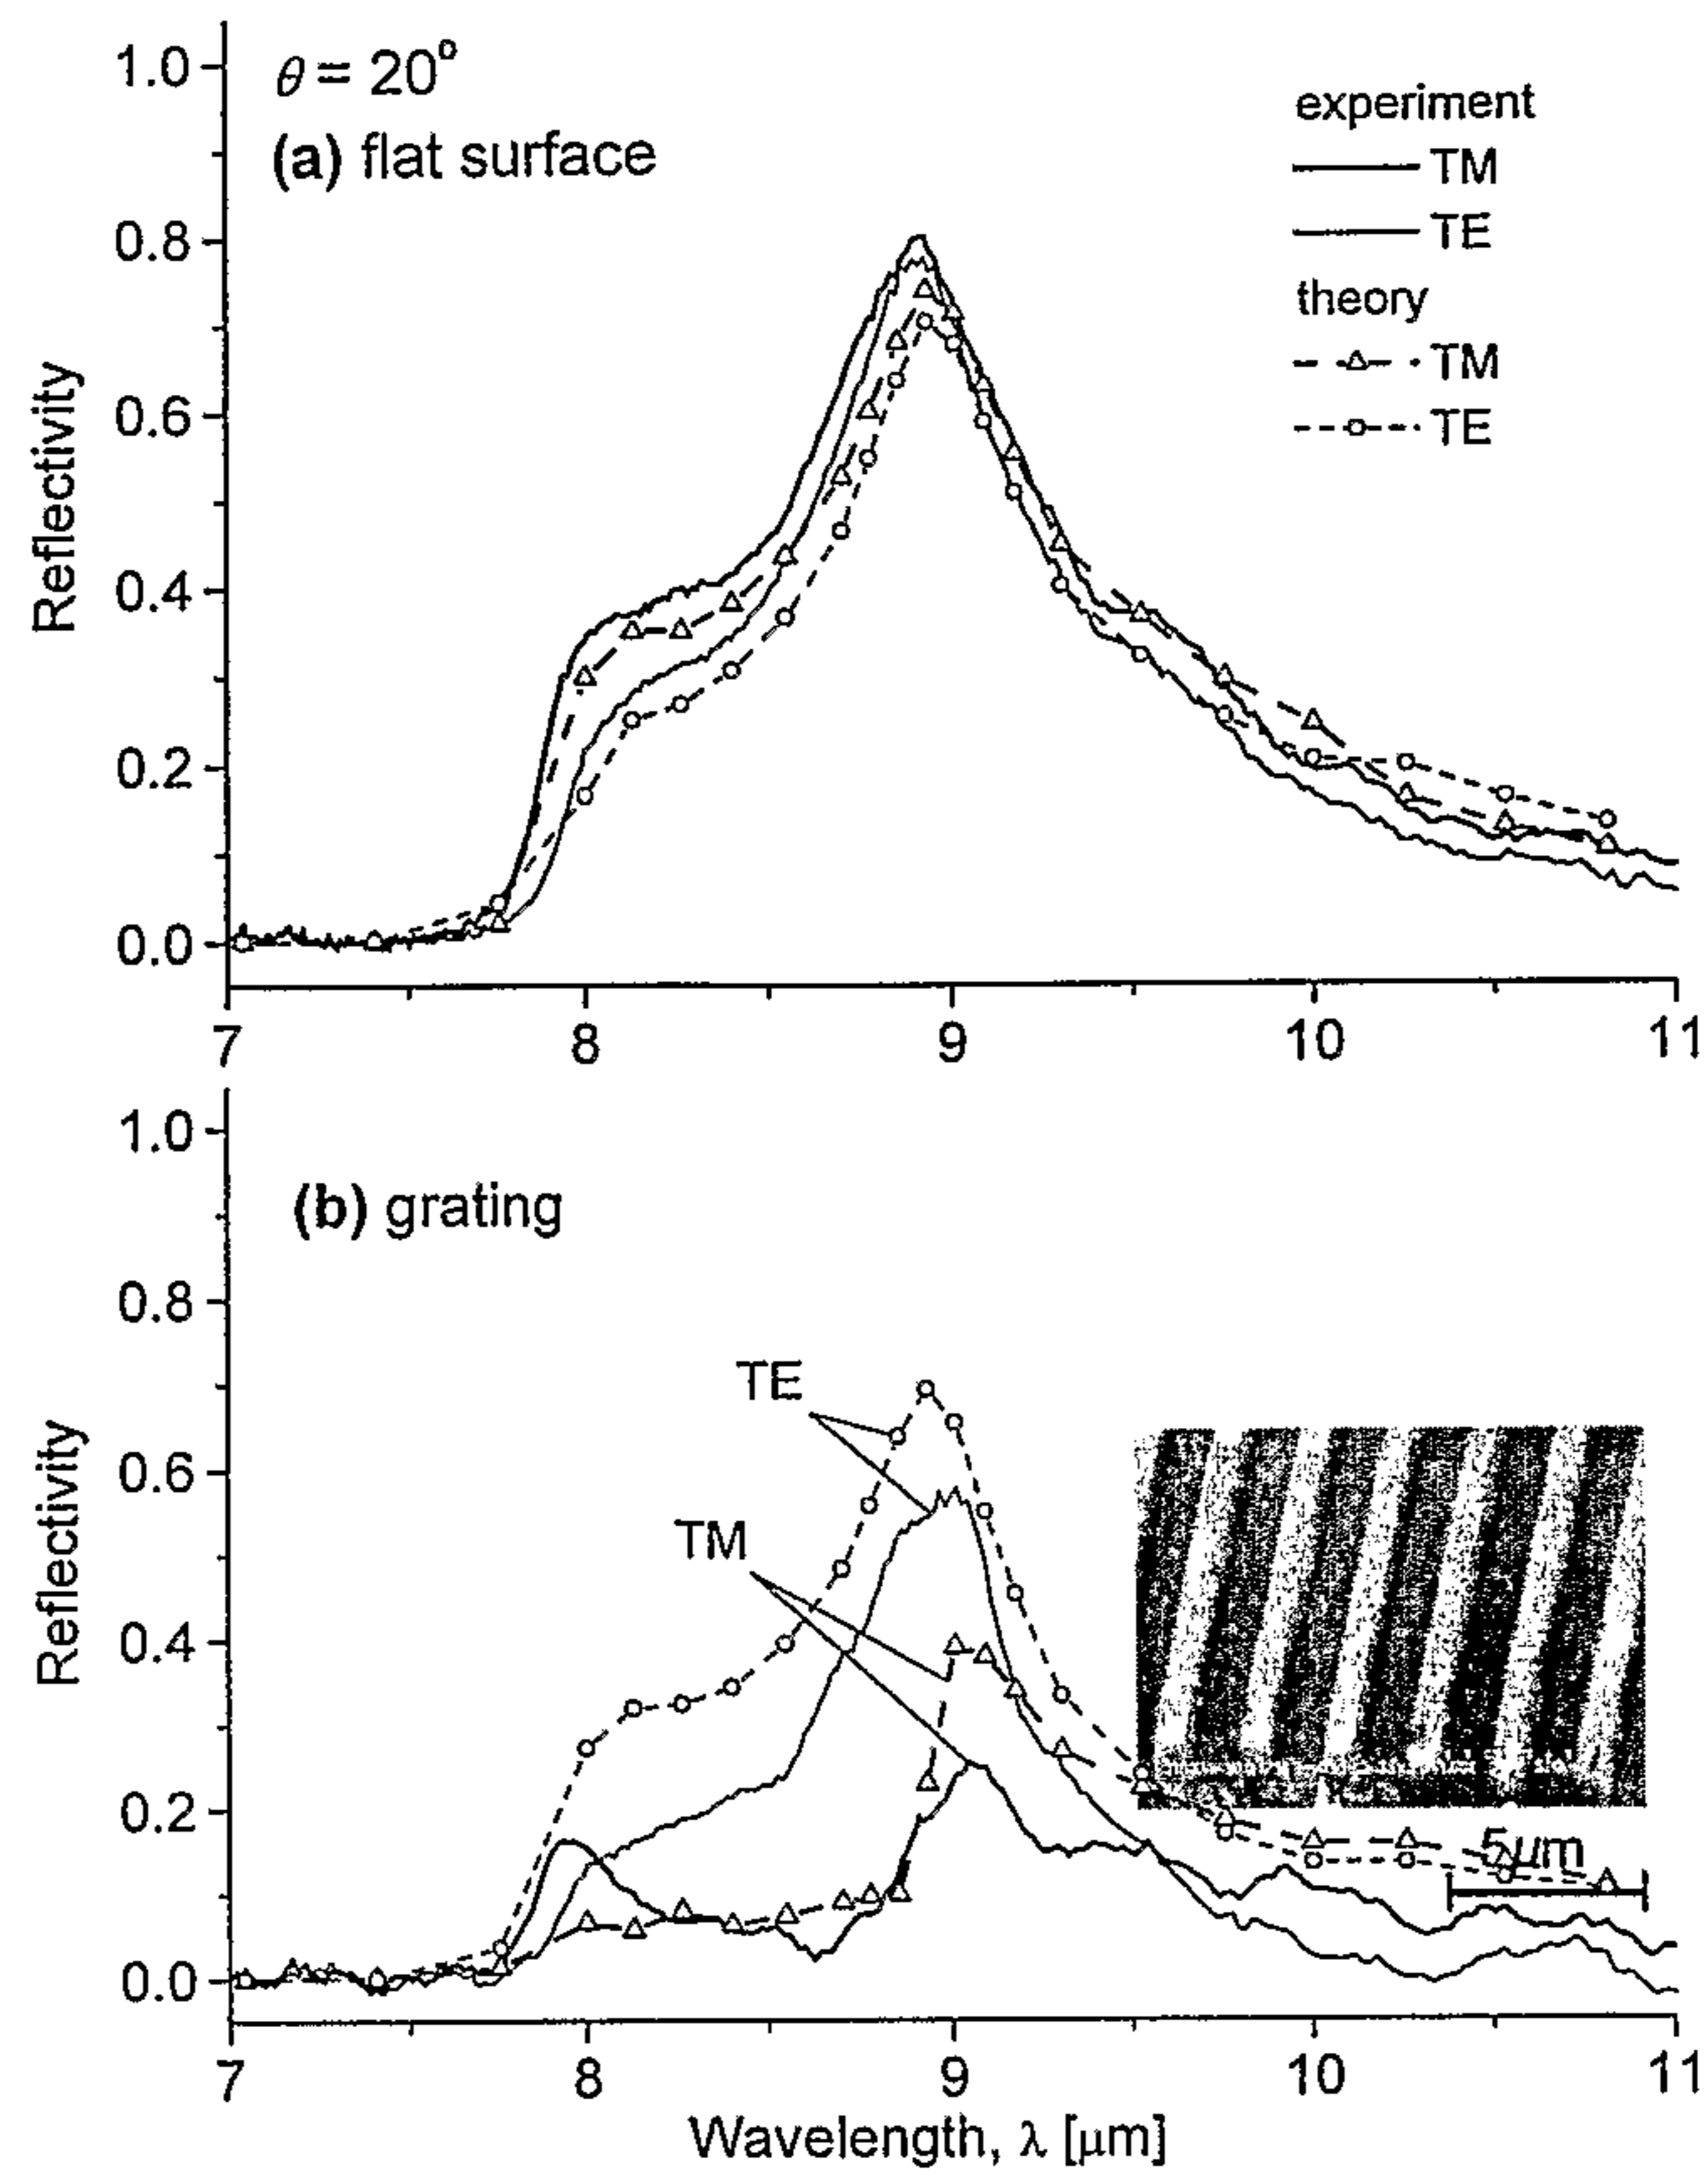 θ = 20°
(a) flat surface
experiment
TM
TE
theory
TM
TE
Reflectivity
1.0
0.8
0.6
0.4
0.2
0.0
7 8 9 10 11
(b) grating
TE
TM
5μm
Reflectivity
1.0
0.8
0.6
0.4
0.2
0.0
7 8 9 10 11
Wavelength, λ [μm]